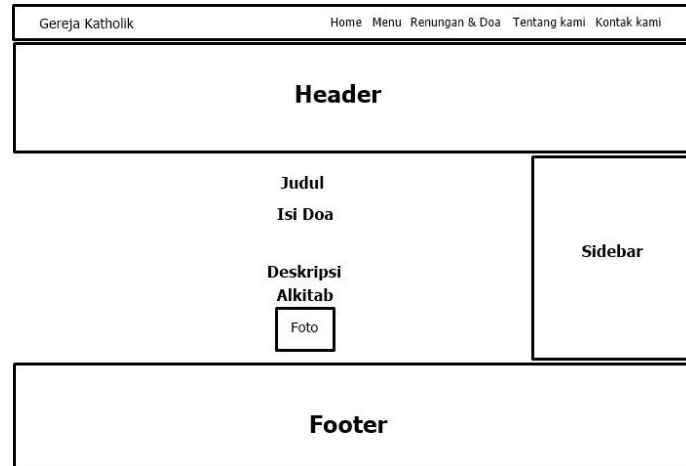 Gereja Katholik Home Menu Renungan & Doa Tentang kami Kontak kami
Header
Judul
Isi Doa
Deskripsi
Alkitab
Foto
Sidebar
Footer